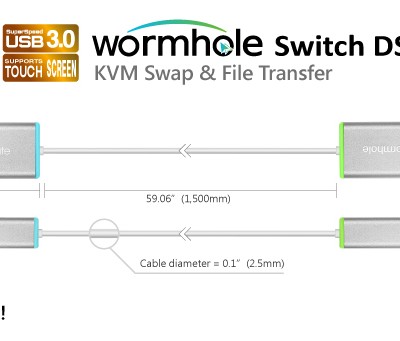 SuperSpeed
USB 3.0
SUPPORTS
TOUCH SCREEN
wormhole Switch DS
KVM Swap & File Transfer
wormhole
59.06" (1,500mm)
Cable diameter = 0.1" (2.5mm)
!